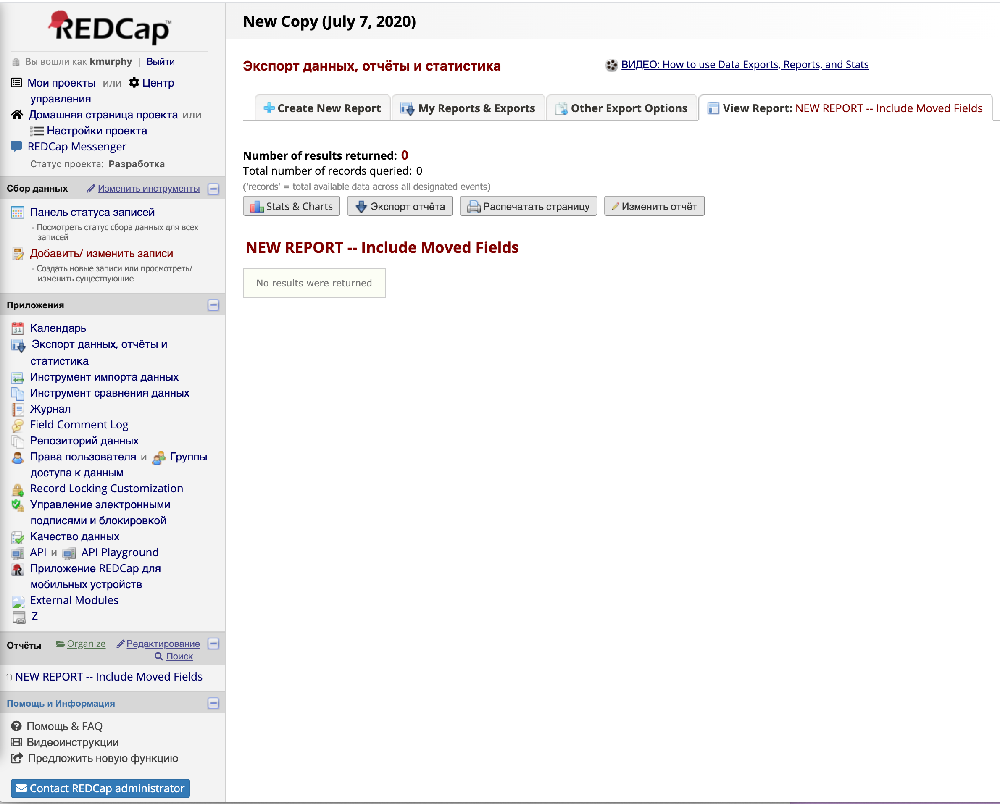 REDCap™
Вы вошли как kmurphy | Выйти
Мои проекты или Центр
управления
Домашняя страница проекта или
Настройки проекта
REDCap Messenger
Статус проекта: Разработка
Сбор данных Изменить инструменты
Панель статуса записей
- Посмотреть статус сбора данных для всех
записей
Добавить/ изменить записи
- Создать новые записи или просмотреть/
изменить существующие
Приложения
31 Календарь
Экспорт данных, отчёты и
статистика
Инструмент импорта данных
Инструмент сравнения данных
Журнал
Field Comment Log
Репозиторий данных
Права пользователя и Группы
доступа к данным
Record Locking Customization
Управление электронными
подписями и блокировкой
Качество данных
API и API Playground
Приложение REDCap для
мобильных устройств
External Modules
Z
Отчёты Organize Редактирование
Поиск
1) NEW REPORT -- Include Moved Fields
Помощь и Информация
Помощь & FAQ
Видеоинструкции
Предложить новую функцию
Contact REDCap administrator
New Copy (July 7, 2020)
Экспорт данных, отчёты и статистика ВИДЕО: How to use Data Exports, Reports, and Stats
Create New Report My Reports & Exports Other Export Options View Report: NEW REPORT -- Include Moved Fields
Number of results returned: 0
Total number of records queried: 0
('records' = total available data across all designated events)
Stats & Charts Экспорт отчёта Распечатать страницу Изменить отчёт
NEW REPORT -- Include Moved Fields
No results were returned